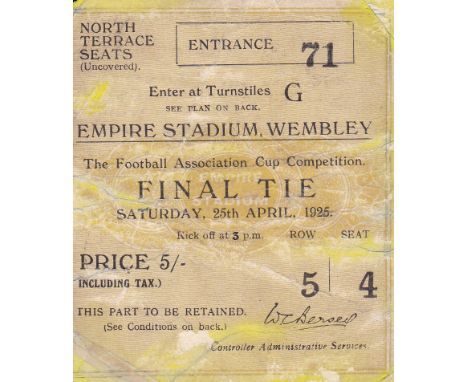 NORTH
TERRACE
SEATS
(Uncovered).
ENTRANCE 71
Enter at Turnstiles G
SEE PLAN ON BACK.
EMPIRE STADIUM, WEMBLEY
The Football Association Cup Competition.
EMPIRE
STADIUM
FINAL TIE
SATURDAY, 25th APRIL, 1925.
Kick off at 3 p.m. ROW SEAT
PRICE 5/-
INCLUDING TAX.) 5 4
THIS PART TO BE RETAINED.
(See Conditions on back.)
Controller Administrative Services.